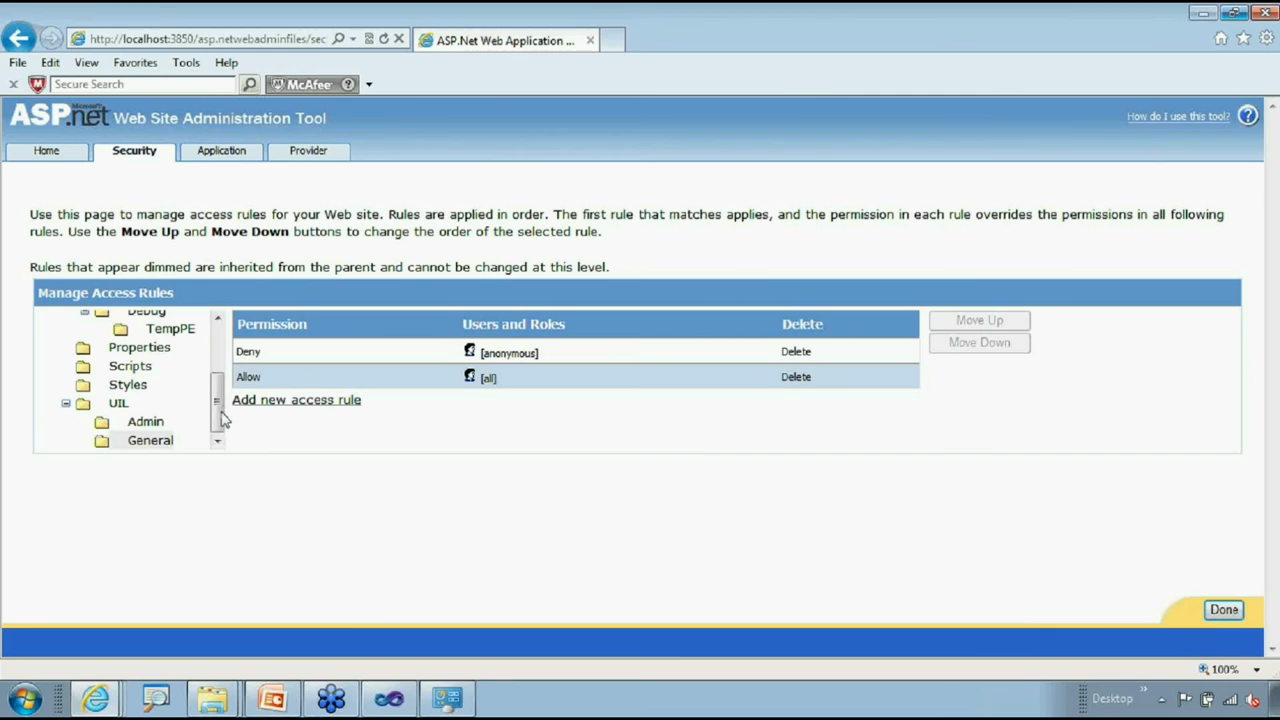 http://localhost:3850/asp.netwebadminfiles/sec
ASP.Net Web Application ...
File Edit View Favorites Tools Help
Secure Search
McAfee
Microsoft
ASP.net Web Site Administration Tool
How do I use this tool?
Home Security Application Provider
Use this page to manage access rules for your Web site. Rules are applied in order. The first rule that matches applies, and the permission in each rule overrides the permissions in all following
rules. Use the Move Up and Move Down buttons to change the order of the selected rule.
Rules that appear dimmed are inherited from the parent and cannot be changed at this level.
Manage Access Rules
Debug
TempPE
Properties
Scripts
Styles
UIL
Admin
General
Permission Users and Roles Delete
Deny [anonymous] Delete
Allow [all] Delete
Add new access rule
Move Up
Move Down
Done
100%
Desktop